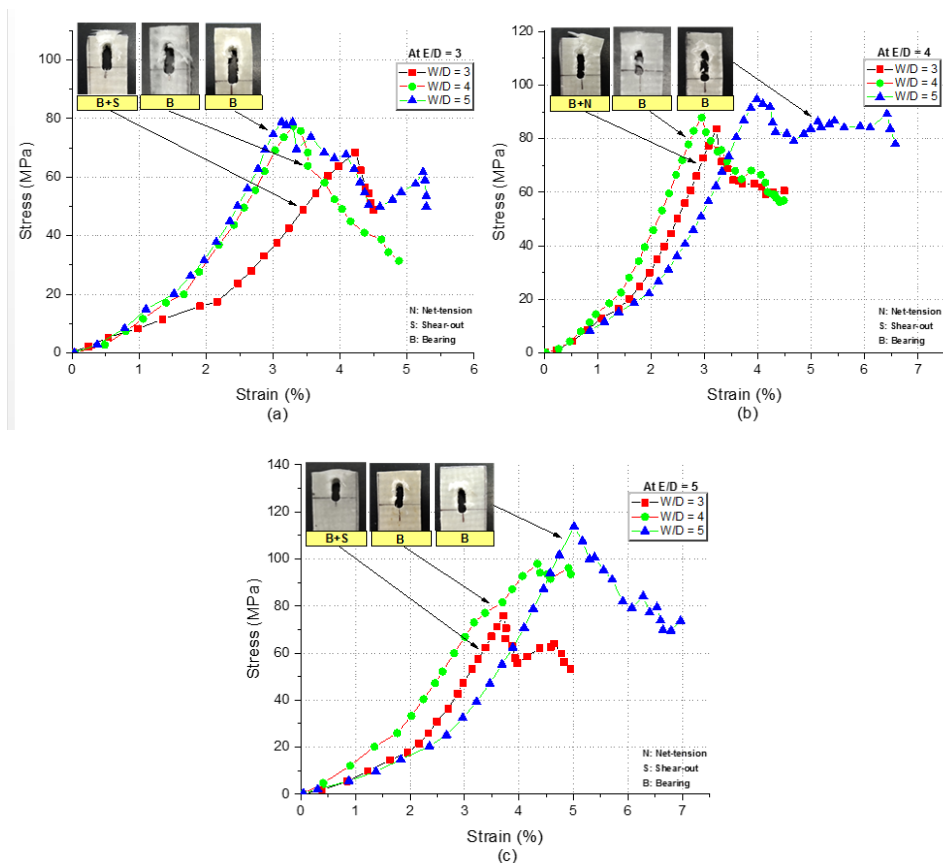 At E/D = 3
W/D = 3
W/D = 4
W/D = 5
B+S
B
B
100
80
60
40
20
0
Stress (MPa)
N: Net-tension
S: Shear-out
B: Bearing
0
1
2
3
4
5
6
Strain (%)
(a)
At E/D = 4
W/D = 3
W/D = 4
W/D = 5
B+N
B
B
120
100
80
60
40
20
0
Stress (MPa)
N: Net-tension
S: Shear-out
B: Bearing
0
1
2
3
4
5
6
7
Strain (%)
(b)
At E/D = 5
W/D = 3
W/D = 4
W/D = 5
B+S
B
B
140
120
100
80
60
40
20
0
Stress (MPa)
N: Net-tension
S: Shear-out
B: Bearing
0
1
2
3
4
5
6
7
Strain (%)
(c)